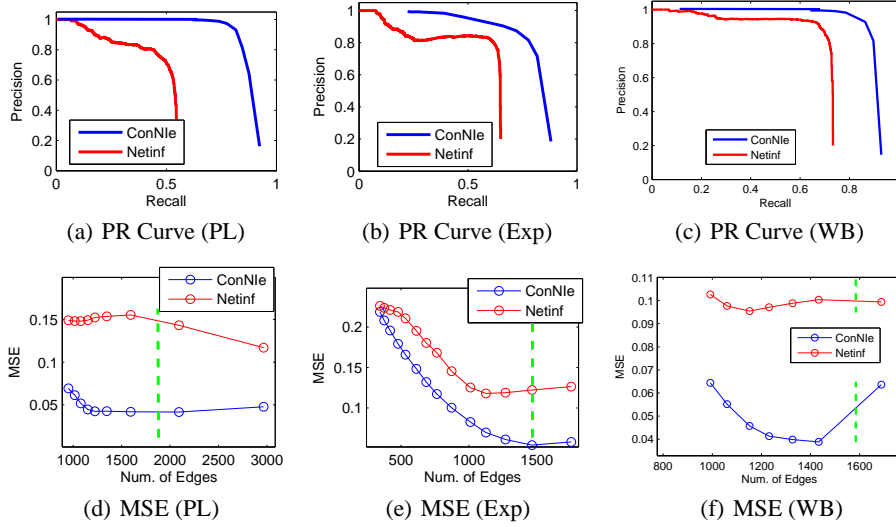 1
0.8
0.6
0.4
0.2
0
0
0.5
1
Precision
Recall
ConNIe
Netinf
(a) PR Curve (PL)
1
0.8
0.6
0.4
0.2
0
0
0.5
1
Precision
Recall
ConNIe
Netinf
(b) PR Curve (Exp)
1
0.8
0.6
0.4
0.2
0
0
0.2
0.4
0.6
0.8
Precision
Recall
ConNIe
Netinf
(c) PR Curve (WB)
0.15
0.1
0.05
1000
1500
2000
2500
3000
MSE
Num. of Edges
ConNIe
Netinf
(d) MSE (PL)
0.2
0.15
0.1
500
1000
1500
MSE
Num. of Edges
ConNIe
Netinf
(e) MSE (Exp)
0.11
0.1
0.09
0.08
0.07
0.06
0.05
0.04
800
1000
1200
1400
1600
MSE
Num. of Edges
ConNIe
Netinf
(f) MSE (WB)